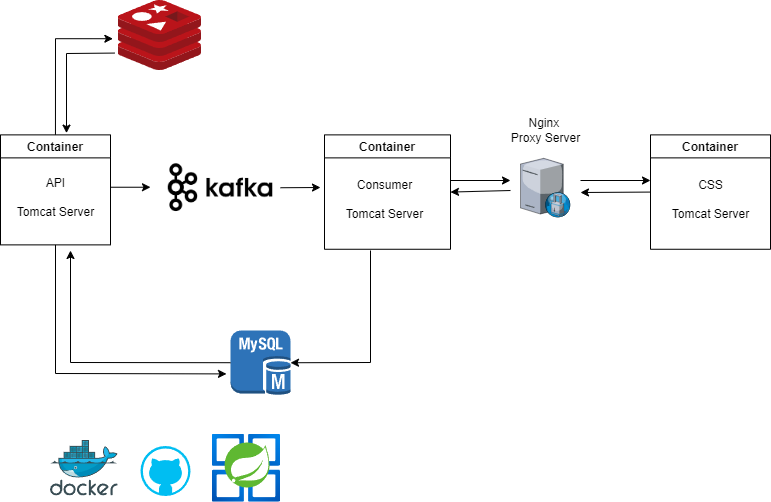 Nginx
Proxy Server
Container
API
Tomcat Server
kafka
Container
Consumer
Tomcat Server
Container
CSS
Tomcat Server
MySQL
M
docker